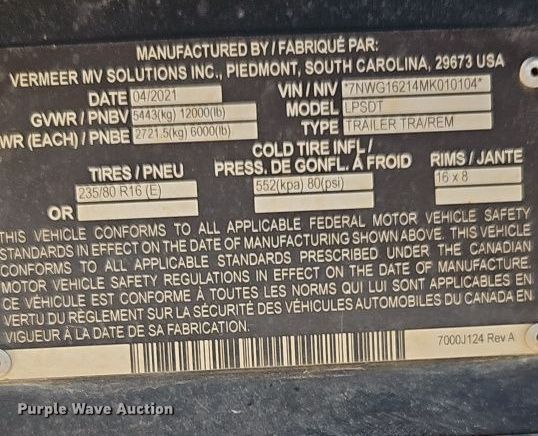 MANUFACTURED BY / FABRIQUÉ PAR:
VERMEER MV SOLUTIONS INC., PIEDMONT, SOUTH CAROLINA, 29673 USA
DATE 04/2021 VIN / NIV *7NWG16214MK010104*
GVWR / PNBV 5443(kg) 12000(lb) MODEL LPSDT
WR (EACH) / PNBE 2721.5(kg) 6000(lb) TYPE TRAILER TRA/REM
TIRES / PNEU COLD TIRE INFL / PRESS. DE GONFL. À FROID RIMS / JANTE
235/80 R16 (E) 552(kpa) 80(psi) 16 x 8
OR
THIS VEHICLE CONFORMS TO ALL APPLICABLE FEDERAL MOTOR VEHICLE SAFETY
STANDARDS IN EFFECT ON THE DATE OF MANUFACTURING SHOWN ABOVE. THIS VEHICLE
CONFORMS TO ALL APPLICABLE STANDARDS PRESCRIBED UNDER THE CANADIAN
MOTOR VEHICLE SAFETY REGULATIONS IN EFFECT ON THE DATE OF MANUFACTURE.
CE VÉHICULE EST CONFORME À TOUTES LES NORMS QUI LUI SONT APPLICABLES EN
VERTU DU RÈGLEMENT SUR LA SÉCURITÉ DES VÉHICULES AUTOMOBILES DU CANADA EN
VIGUEUR À LA DATE DE SA FABRICATION.
7000J124 Rev A
Purple Wave Auction